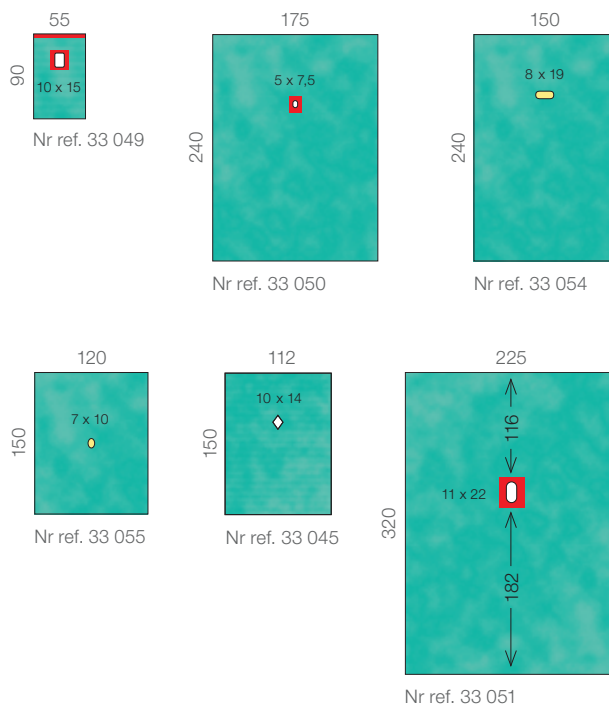 55
90
10 x 15
Nr ref. 33 049
175
240
5 x 7,5
Nr ref. 33 050
150
240
8 x 19
Nr ref. 33 054
120
150
7 x 10
Nr ref. 33 055
112
150
10 x 14
Nr ref. 33 045
225
320
116
11 x 22
182
Nr ref. 33 051